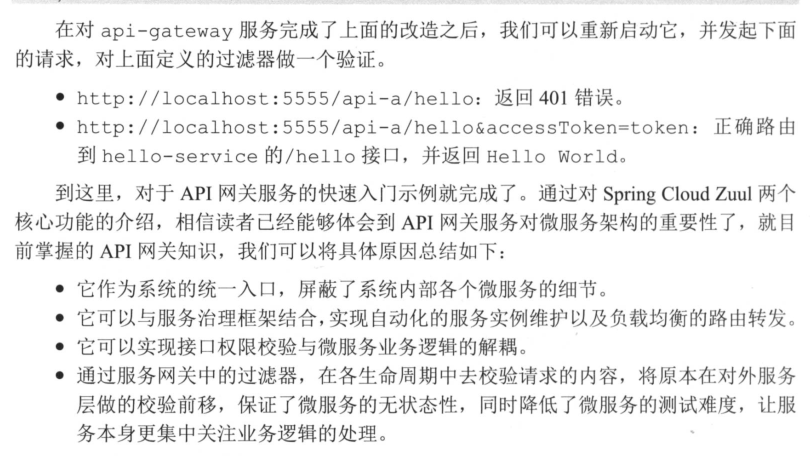 在对 api-gateway 服务完成了上面的改造之后，我们可以重新启动它，并发起下面
的请求，对上面定义的过滤器做一个验证。
● http://localhost:5555/api-a/hello：返回 401 错误。
● http://localhost:5555/api-a/hello&accessToken=token：正确路由
到 hello-service 的/hello 接口，并返回 Hello World。
到这里，对于 API 网关服务的快速入门示例就完成了。通过对 Spring Cloud Zuul 两个
核心功能的介绍，相信读者已经能够体会到 API 网关服务对微服务架构的重要性了，就目
前掌握的 API 网关知识，我们可以将具体原因总结如下：
● 它作为系统的统一入口，屏蔽了系统内部各个微服务的细节。
● 它可以与服务治理框架结合，实现自动化的服务实例维护以及负载均衡的路由转发。
● 它可以实现接口权限校验与微服务业务逻辑的解耦。
● 通过服务网关中的过滤器，在各生命周期中去校验请求的内容，将原本在对外服务
层做的校验前移，保证了微服务的无状态性，同时降低了微服务的测试难度，让服
务本身更集中关注业务逻辑的处理。